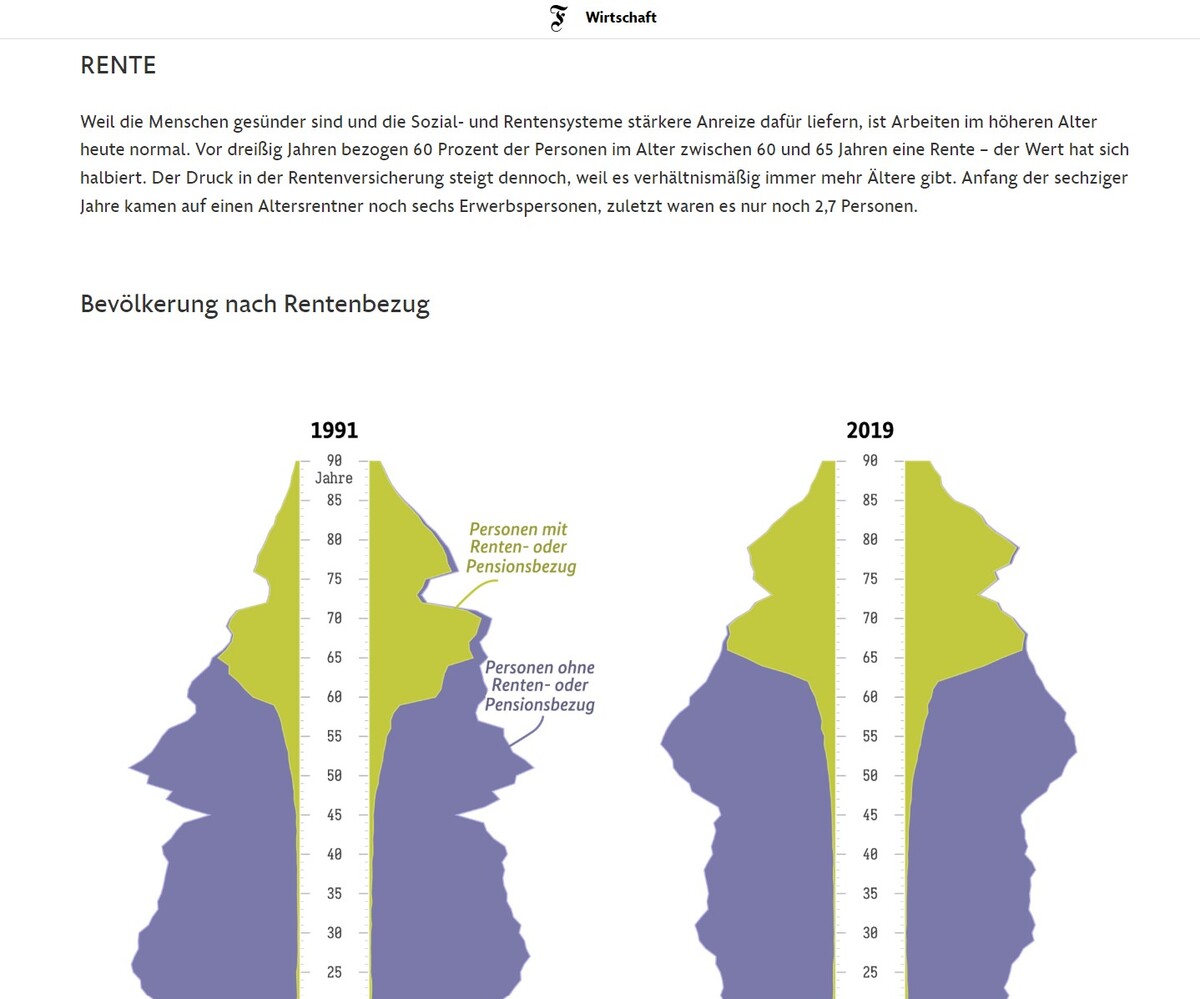 Wirtschaft
RENTE
Weil die Menschen gesünder sind und die Sozial- und Rentensysteme stärkere Anreize dafür liefern, ist Arbeiten im höheren Alter
heute normal. Vor dreißig Jahren bezogen 60 Prozent der Personen im Alter zwischen 60 und 65 Jahren eine Rente – der Wert hat sich
halbiert. Der Druck in der Rentenversicherung steigt dennoch, weil es verhältnismäßig immer mehr Ältere gibt. Anfang der sechziger
Jahre kamen auf einen Altersrentner noch sechs Erwerbspersonen, zuletzt waren es nur noch 2,7 Personen.
Bevölkerung nach Rentenbezug
1991
90
Jahre
85
80
75
70
65
60
55
50
45
40
35
30
25
Personen mit
Renten- oder
Pensionsbezug
Personen ohne
Renten- oder
Pensionsbezug
2019
90
85
80
75
70
65
60
55
50
45
40
35
30
25